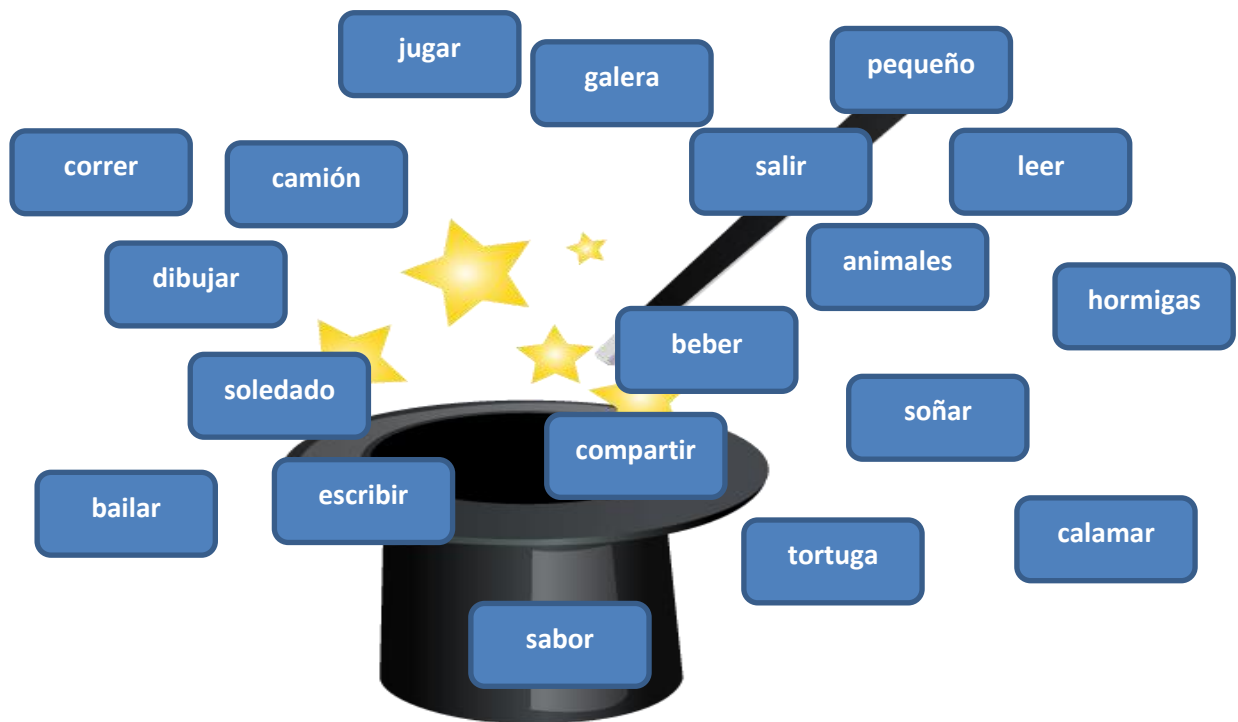 jugar
galera
pequeño
correr
camión
salir
leer
dibujar
animales
hormigas
beber
soledado
soñar
compartir
bailar
escribir
calamar
tortuga
sabor